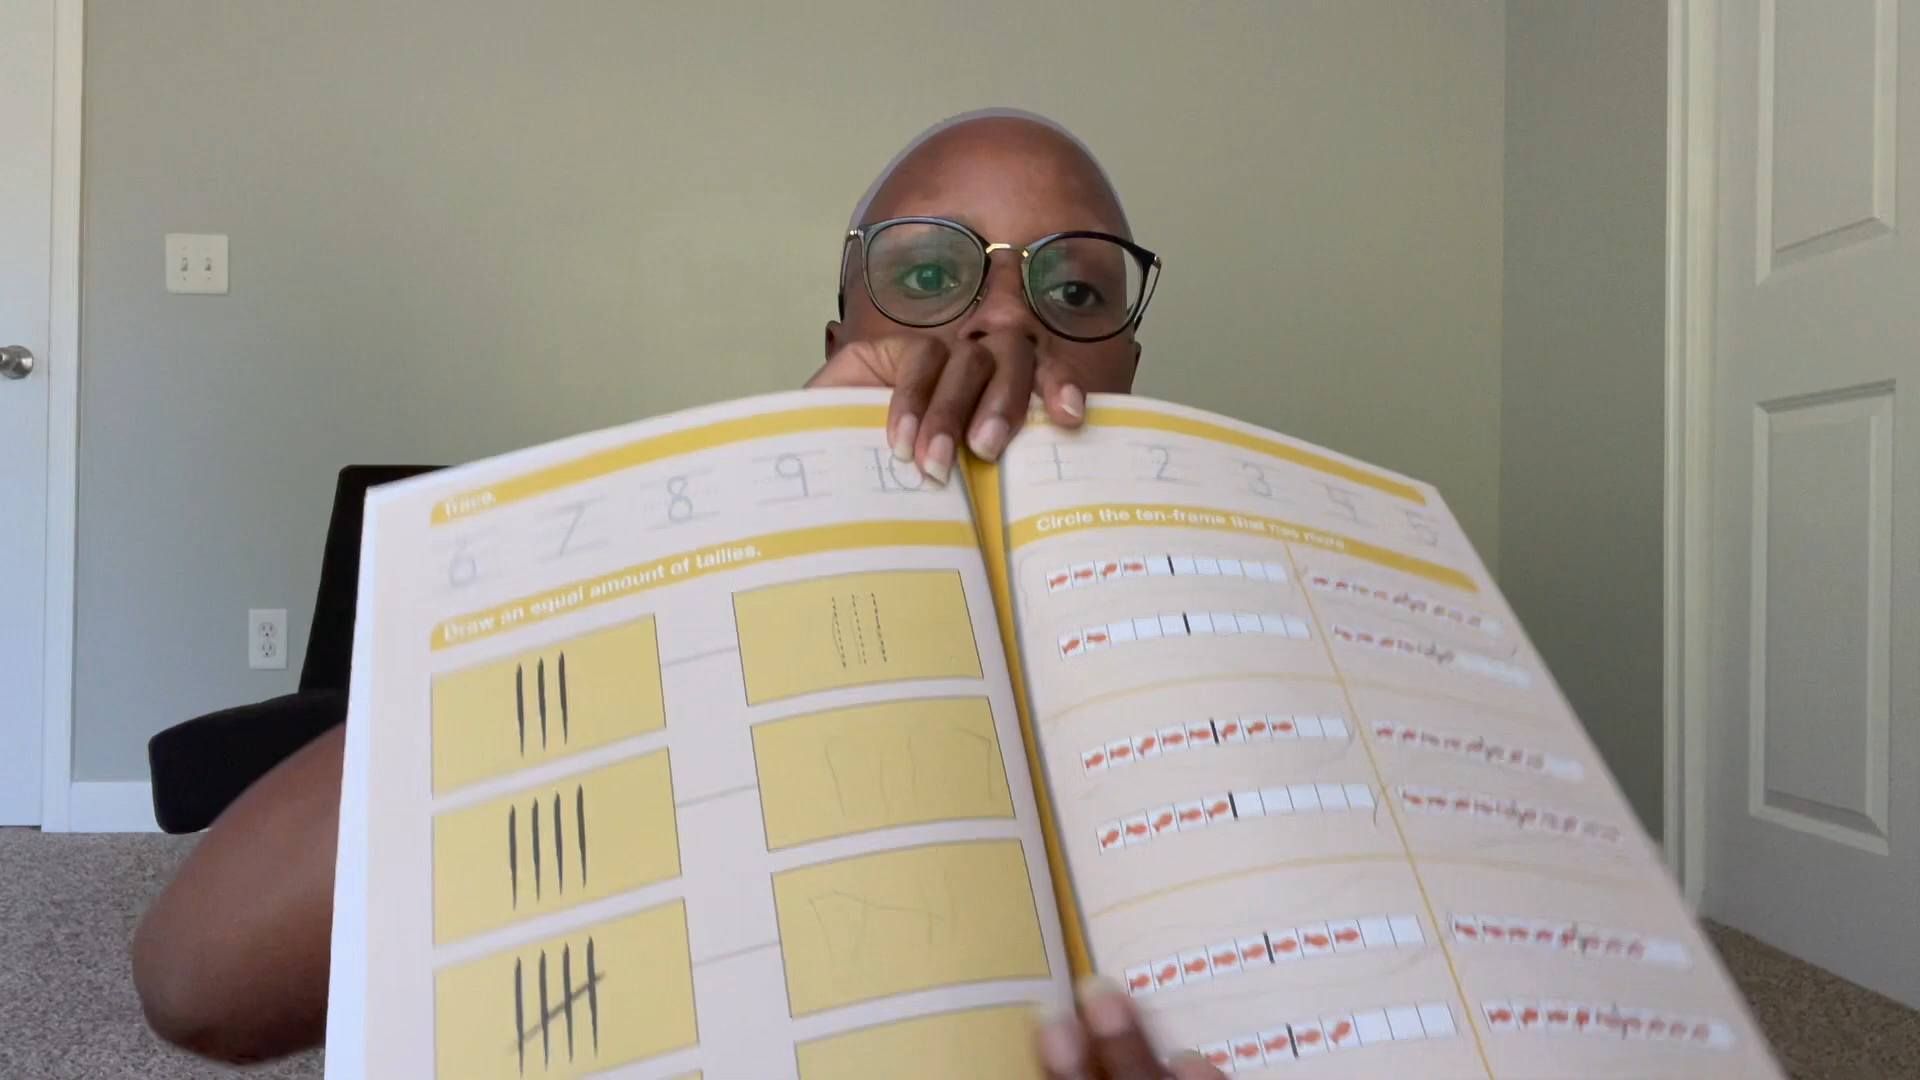 Trace.
6 7 8 9 10
Draw an equal amount of tallies.
1 2 3 4 5
Circle the ten-frame that has more.